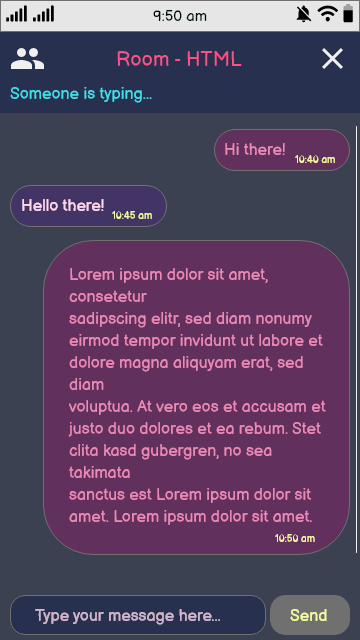 9:50 am
Room - HTML
Someone is typing...
Hi there!
10:40 am
Hello there!
10:45 am
Lorem ipsum dolor sit amet,
consetetur
sadipscing elitr, sed diam nonumy
eirmod tempor invidunt ut labore et
dolore magna aliquyam erat, sed
diam
voluptua. At vero eos et accusam et
justo duo dolores et ea rebum. Stet
clita kasd gubergren, no sea
takimata
sanctus est Lorem ipsum dolor sit
amet. Lorem ipsum dolor sit amet.
10:50 am
Type your message here...
Send